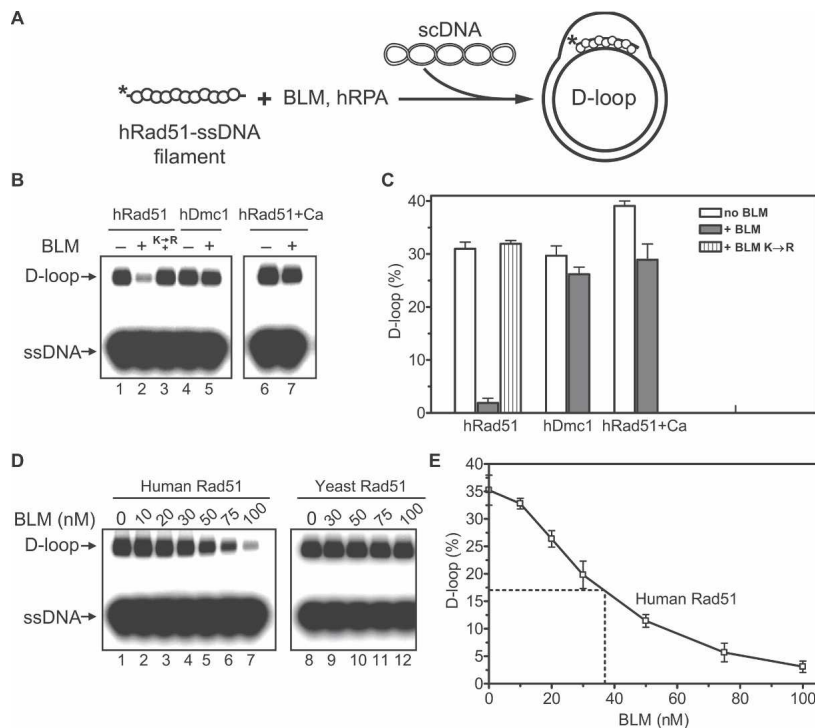 A
scDNA
*
+ BLM, hRPA
D-loop
*
hRad51-ssDNA
filament
B
hRad51 hDmc1 hRad51+Ca
BLM – + K→R + – + – +
D-loop
ssDNA
1 2 3 4 5 6 7
C
D-loop (%)
40
30
20
10
0
no BLM
+ BLM
+ BLM K→R
hRad51 hDmc1 hRad51+Ca
D
Human Rad51 Yeast Rad51
BLM (nM) 0 10 20 30 50 75 100 0 30 50 75 100
D-loop
ssDNA
1 2 3 4 5 6 7 8 9 10 11 12
E
D-loop (%)
40
35
30
25
20
15
10
5
0
Human Rad51
0 20 40 60 80 100
BLM (nM)